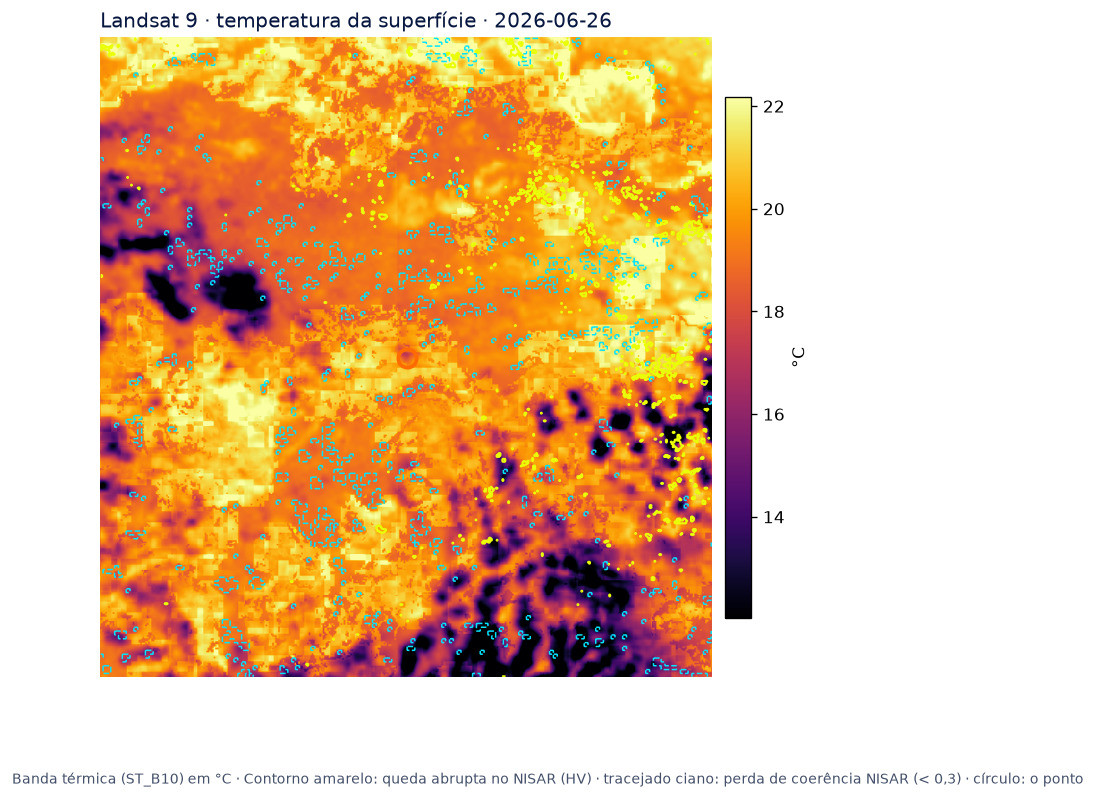 Landsat 9 · temperatura da superfície · 2026-06-26
22
20
18
16
14
°C
Banda térmica (ST_B10) em °C · Contorno amarelo: queda abrupta no NISAR (HV) · tracejado ciano: perda de coerência NISAR (< 0,3) · círculo: o ponto